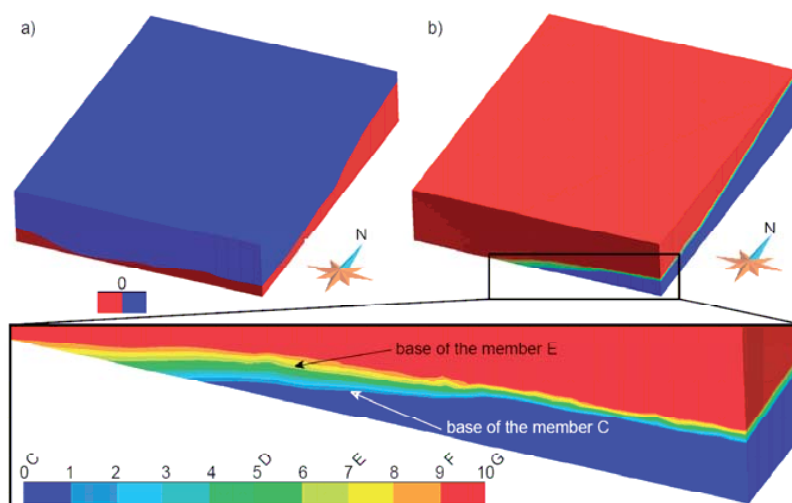 a)
b)
N
N
0
base of the member E
base of the member C
C D E F G
0 1 2 3 4 5 6 7 8 9 10